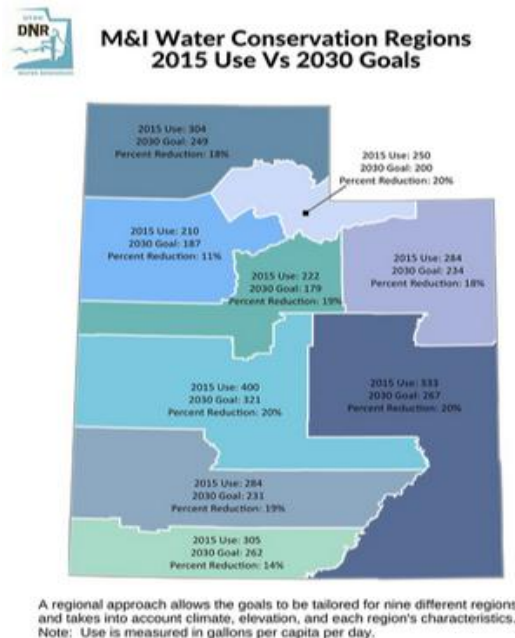 UTAH
DNR
WATER RESOURCES
M&I Water Conservation Regions
2015 Use Vs 2030 Goals
2015 Use: 304
2030 Goal: 249
Percent Reduction: 18%
2015 Use: 250
2030 Goal: 200
Percent Reduction: 20%
2015 Use: 210
2030 Goal: 187
Percent Reduction: 11%
2015 Use: 222
2030 Goal: 179
Percent Reduction: 19%
2015 Use: 284
2030 Goal: 234
Percent Reduction: 18%
2015 Use: 400
2030 Goal: 321
Percent Reduction: 20%
2015 Use: 333
2030 Goal: 267
Percent Reduction: 20%
2015 Use: 284
2030 Goal: 231
Percent Reduction: 19%
2015 Use: 305
2030 Goal: 262
Percent Reduction: 14%
A regional approach allows the goals to be tailored for nine different regions
and takes into account climate, elevation, and each region's characteristics.
Note: Use is measured in gallons per capita per day.